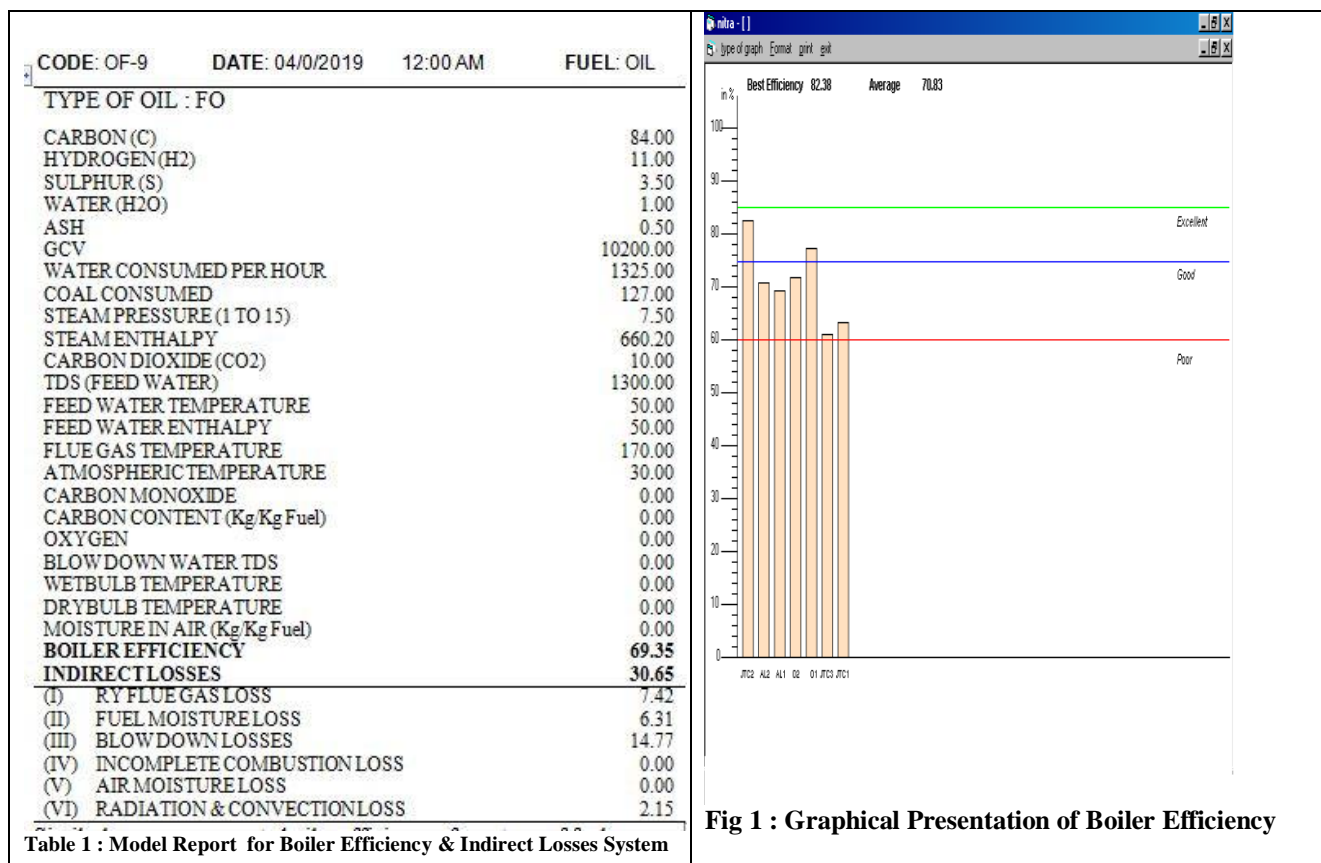 CODE: OF-9 DATE: 04/0/2019 12:00 AM FUEL: OIL
TYPE OF OIL : FO
CARBON (C) 84.00
HYDROGEN (H2) 11.00
SULPHUR (S) 3.50
WATER (H2O) 1.00
ASH 0.50
GCV 10200.00
WATER CONSUMED PER HOUR 1325.00
COAL CONSUMED 127.00
STEAM PRESSURE (1 TO 15) 7.50
STEAM ENTHALPY 660.20
CARBON DIOXIDE (CO2) 10.00
TDS (FEED WATER) 1300.00
FEED WATER TEMPERATURE 50.00
FEED WATER ENTHALPY 50.00
FLUE GAS TEMPERATURE 170.00
ATMOSPHERIC TEMPERATURE 30.00
CARBON MONOXIDE 0.00
CARBON CONTENT (Kg/Kg Fuel) 0.00
OXYGEN 0.00
BLOW DOWN WATER TDS 0.00
WETBULB TEMPERATURE 0.00
DRYBULB TEMPERATURE 0.00
MOISTURE IN AIR (Kg/Kg Fuel) 0.00
BOILER EFFICIENCY 69.35
INDIRECT LOSSES 30.65
(I) RY FLUE GAS LOSS 7.42
(II) FUEL MOISTURE LOSS 6.31
(III) BLOW DOWN LOSSES 14.77
(IV) INCOMPLETE COMBUSTION LOSS 0.00
(V) AIR MOISTURE LOSS 0.00
(VI) RADIATION & CONVECTION LOSS 2.15
Table 1 : Model Report for Boiler Efficiency & Indirect Losses System
nitra - [ ]
type of graph Format print exit
in % Best Efficiency 82.38 Average 70.83
100
90
Excellent
80
Good
70
60
Poor
50
40
30
20
10
0
JTC2 AL2 AL1 O2 O1 JTC3 JTC1
Fig 1 : Graphical Presentation of Boiler Efficiency